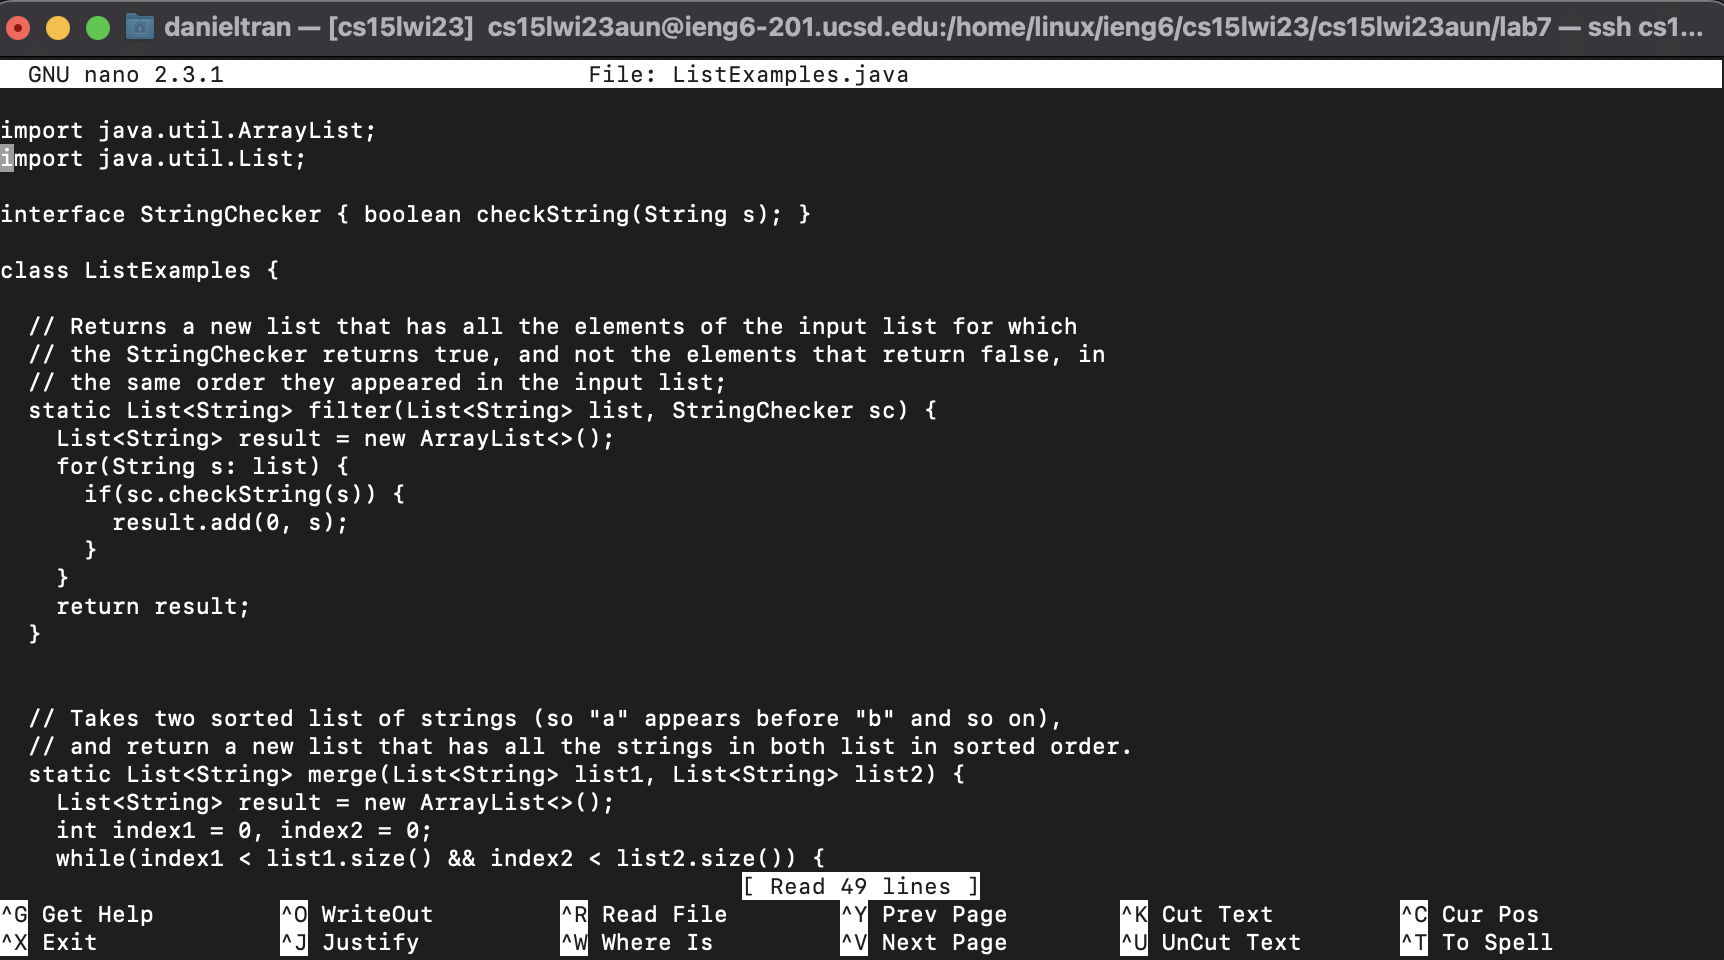 danieltran — [cs15lwi23] cs15lwi23aun@ieng6-201.ucsd.edu:/home/linux/ieng6/cs15lwi23/cs15lwi23aun/lab7 — ssh cs1...
GNU nano 2.3.1 File: ListExamples.java
import java.util.ArrayList;
import java.util.List;
interface StringChecker { boolean checkString(String s); }
class ListExamples {
// Returns a new list that has all the elements of the input list for which
// the StringChecker returns true, and not the elements that return false, in
// the same order they appeared in the input list;
static List<String> filter(List<String> list, StringChecker sc) {
List<String> result = new ArrayList<>();
for(String s: list) {
if(sc.checkString(s)) {
result.add(0, s);
}
}
return result;
}
// Takes two sorted list of strings (so "a" appears before "b" and so on),
// and return a new list that has all the strings in both list in sorted order.
static List<String> merge(List<String> list1, List<String> list2) {
List<String> result = new ArrayList<>();
int index1 = 0, index2 = 0;
while(index1 < list1.size() && index2 < list2.size()) {
[ Read 49 lines ]
^G Get Help ^O WriteOut ^R Read File ^Y Prev Page ^K Cut Text ^C Cur Pos
^X Exit ^J Justify ^W Where Is ^V Next Page ^U UnCut Text ^T To Spell